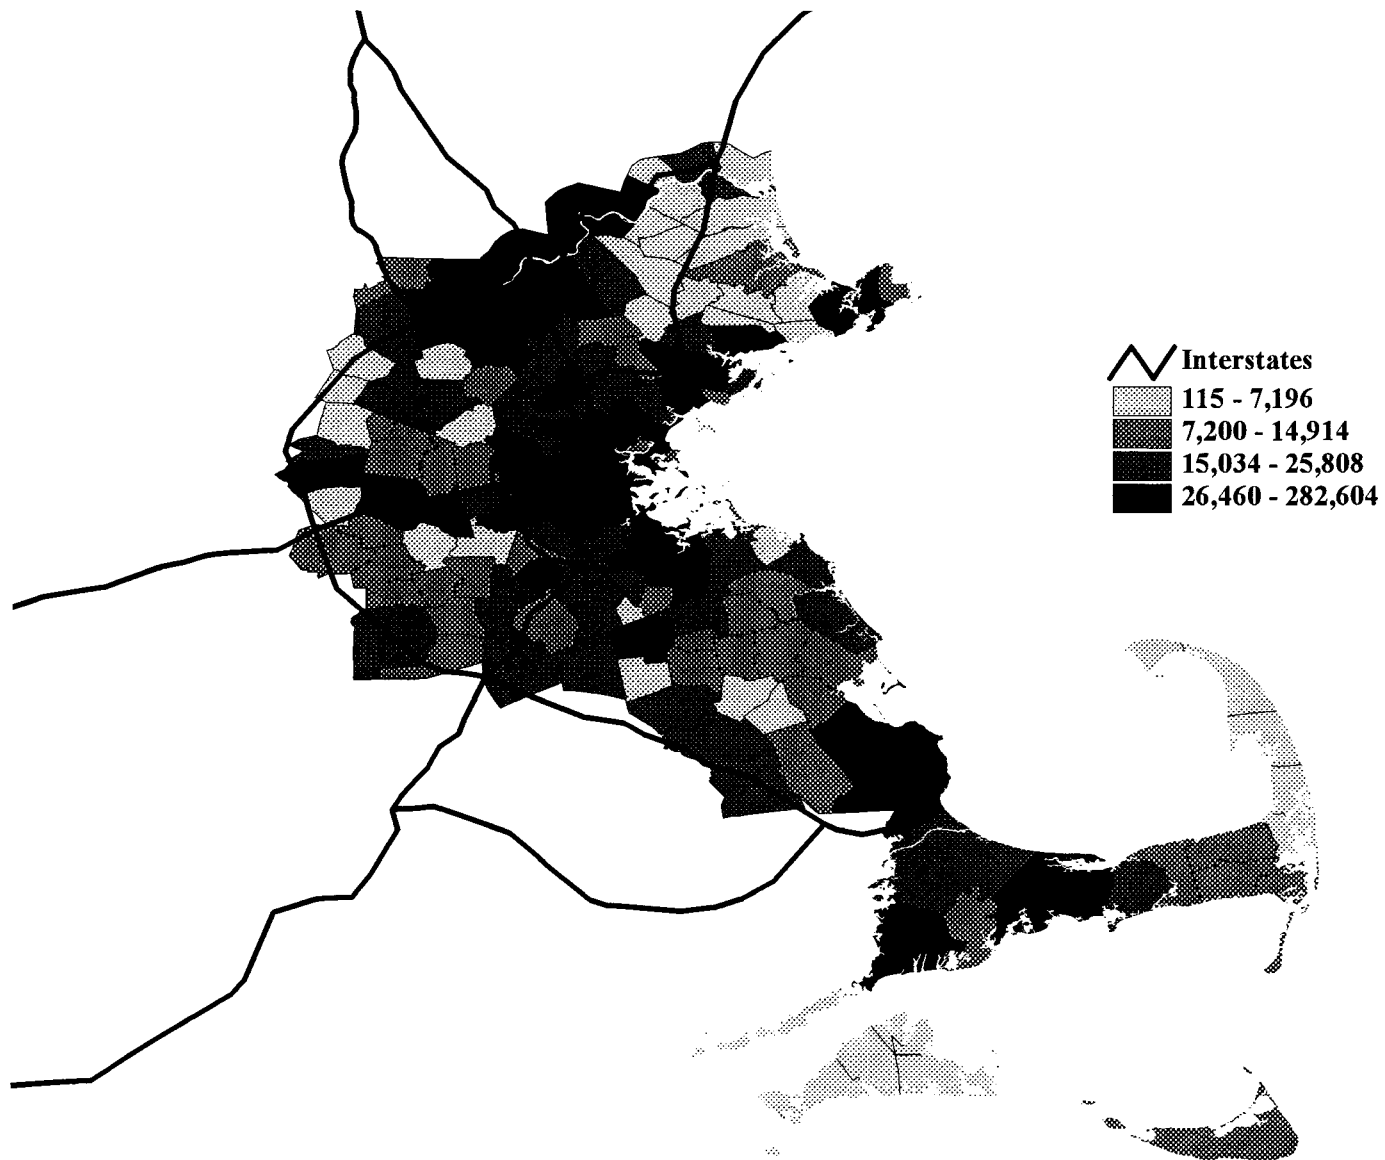 Interstates
115 - 7,196
7,200 - 14,914
15,034 - 25,808
26,460 - 282,604